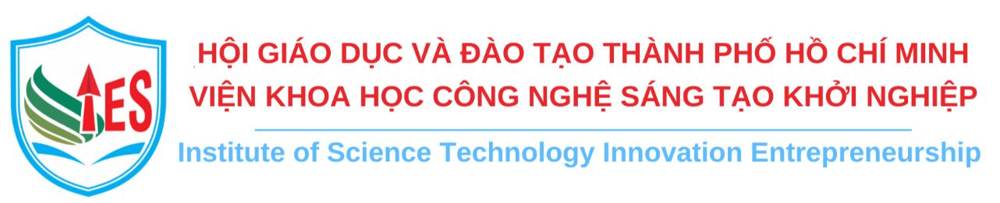 IES
HỘI GIÁO DỤC VÀ ĐÀO TẠO THÀNH PHỐ HỒ CHÍ MINH
VIỆN KHOA HỌC CÔNG NGHỆ SÁNG TẠO KHỞI NGHIỆP
Institute of Science Technology Innovation Entrepreneurship